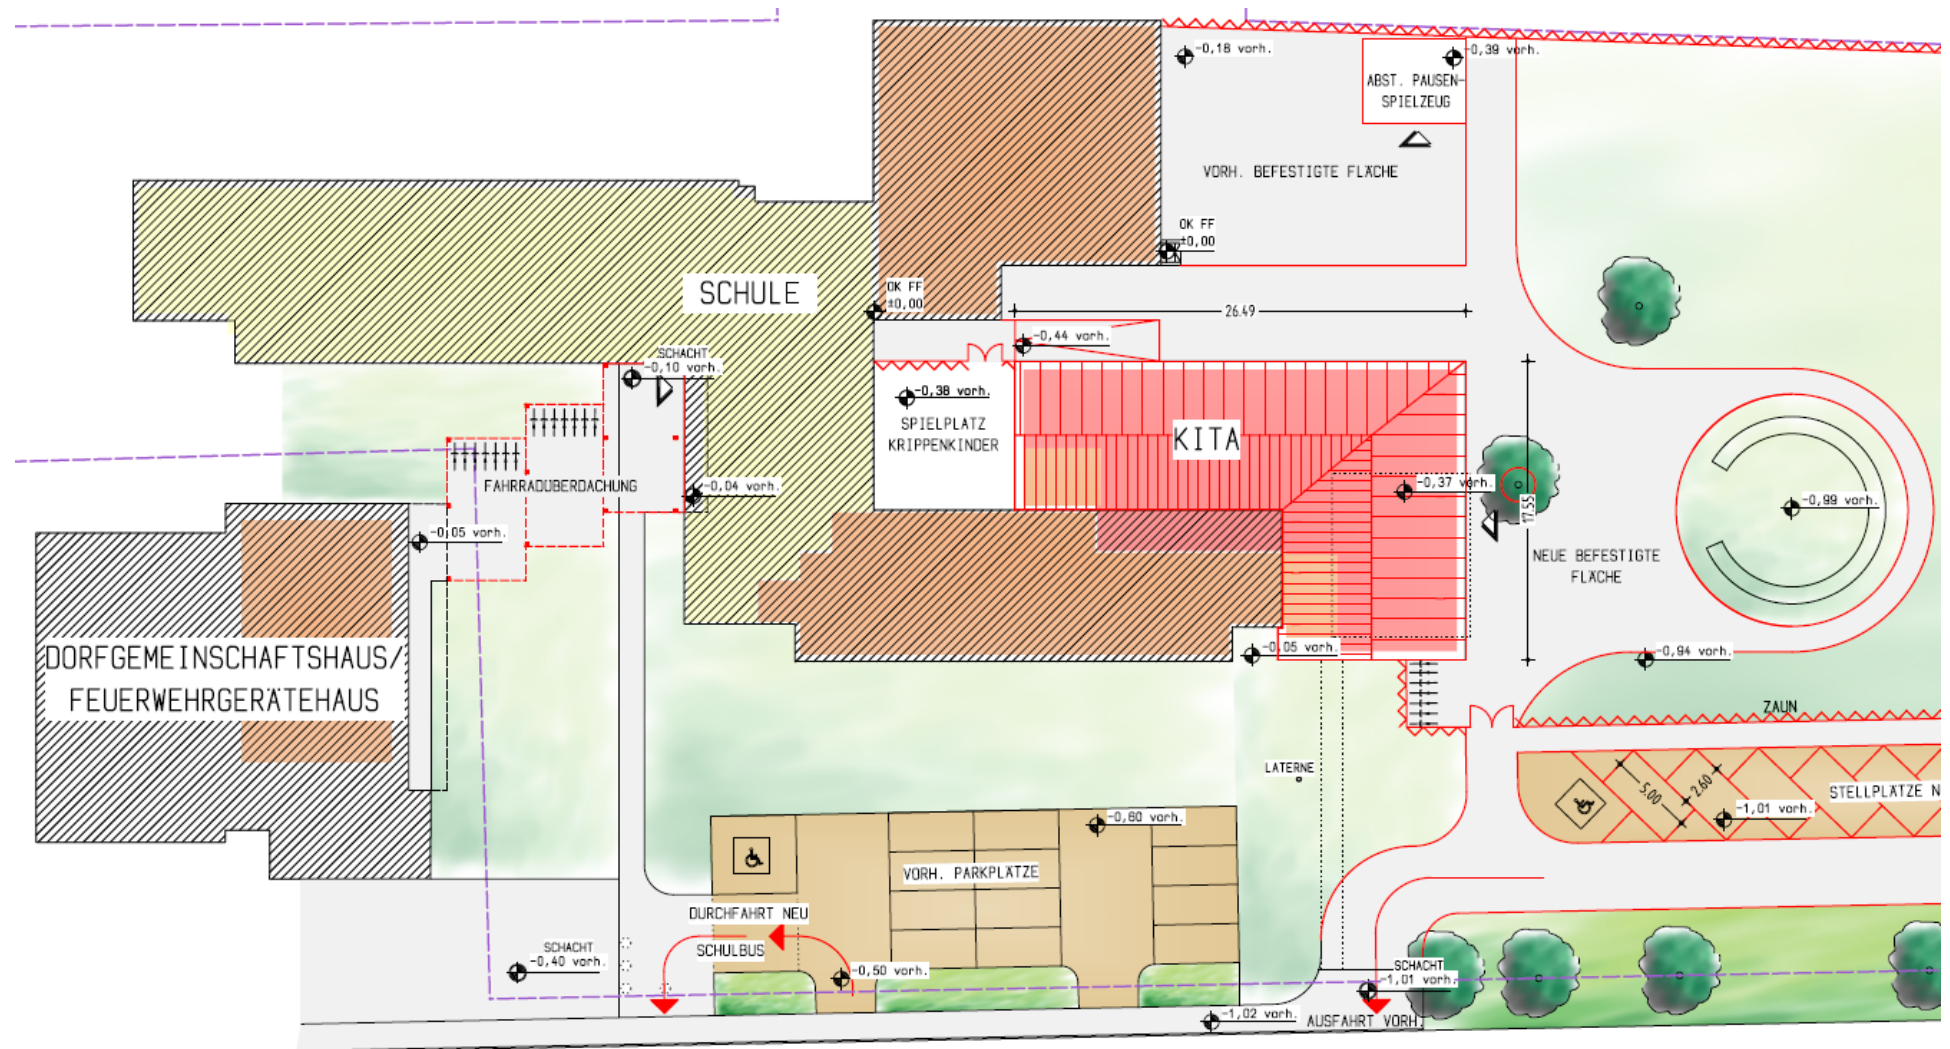 -0,18 vorh.
-0,39 vorh.
ABST. PAUSEN-
SPIELZEUG
VORH. BEFESTIGTE FLÄCHE
OK FF
±0,00
SCHULE
OK FF
±0,00
26.49
-0,44 vorh.
SCHACHT
-0,10 vorh.
-0,38 vorh.
SPIELPLATZ
KRIPPENKINDER
KITA
-0,37 vorh.
17.55
-0,99 vorh.
FAHRRADÜBERDACHUNG
-0,04 vorh.
-0,05 vorh.
NEUE BEFESTIGTE
FLÄCHE
DORFGEMEINSCHAFTSHAUS/
FEUERWEHRGERÄTEHAUS
-0,05 vorh.
-0,94 vorh.
ZAUN
LATERNE
5.00
2.60
STELLPLÄTZE N
-1,01 vorh.
-0,60 vorh.
VORH. PARKPLÄTZE
DURCHFAHRT NEU
SCHULBUS
SCHACHT
-0,40 vorh.
-0,50 vorh.
SCHACHT
-1,01 vorh.
-1,02 vorh.
AUSFAHRT VORH.